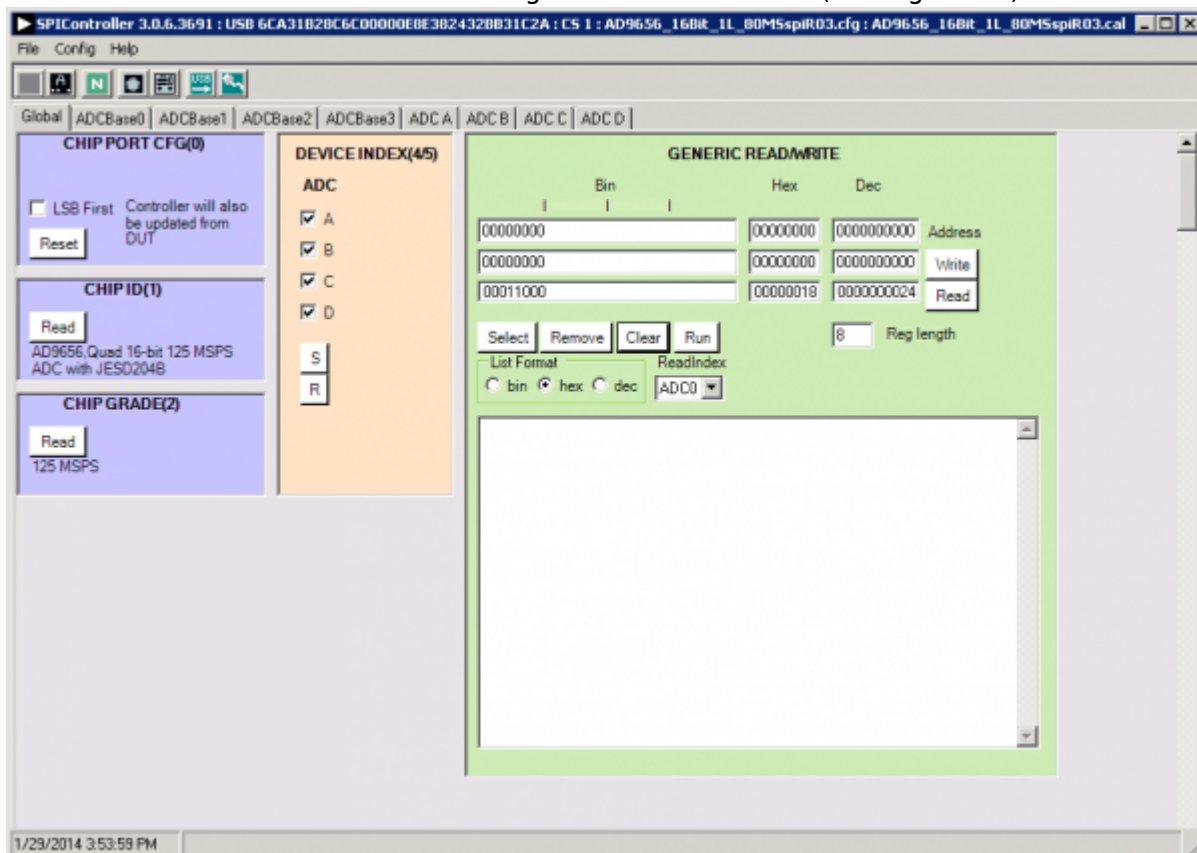 SPIController 3.0.6.3691 : USB 6CA31B28C6C00000E8E3824328B31C2A : CS 1 : AD9656_16Bit_1L_80MSspiR03.cfg : AD9656_16Bit_1L_80MSspiR03.cal
File Config Help
Global ADCBase0 ADCBase1 ADCBase2 ADCBase3 ADC A ADC B ADC C ADC D
CHIP PORT CFG(0)
LSB First Controller will also be updated from DUT
Reset
CHIP ID(1)
Read
AD9656,Quad 16-bit 125 MSPS
ADC with JESD204B
CHIP GRADE(2)
Read
125 MSPS
DEVICE INDEX(4/5)
ADC
A
B
C
D
S
R
GENERIC READ/WRITE
Bin Hex Dec
00000000 00000000 0000000000 Address
00000000 00000000 0000000000 Write
00011000 00000018 0000000024 Read
Select Remove Clear Run 8 Reg length
List Format ReadIndex
bin hex dec ADC0
1/29/2014 3:53:59 PM